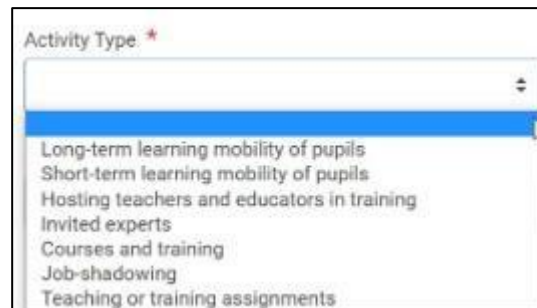 Activity Type *
Long-term learning mobility of pupils
Short-term learning mobility of pupils
Hosting teachers and educators in training
Invited experts
Courses and training
Job-shadowing
Teaching or training assignments